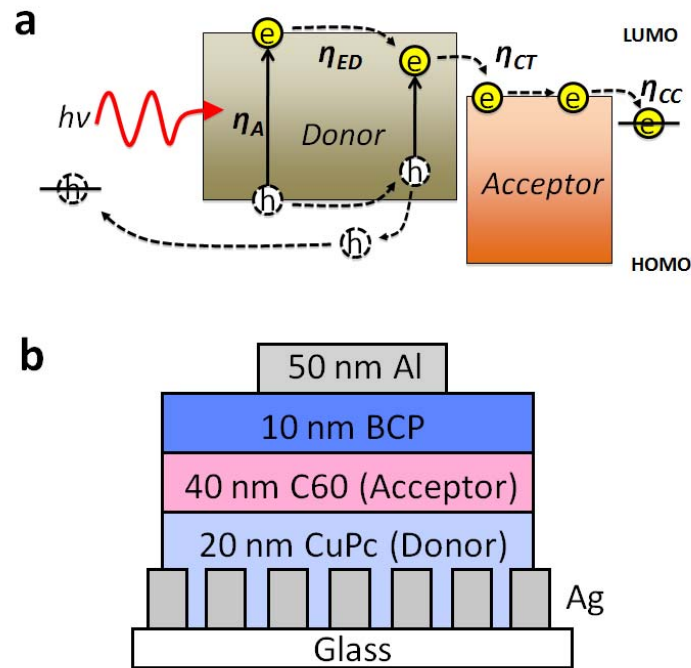 a
LUMO
e
e
η_ED
η_CT
hν
η_A
Donor
e
e
η_CC
e
h
h
h
h
Acceptor
HOMO
b
50 nm Al
10 nm BCP
40 nm C60 (Acceptor)
20 nm CuPc (Donor)
Ag
Glass